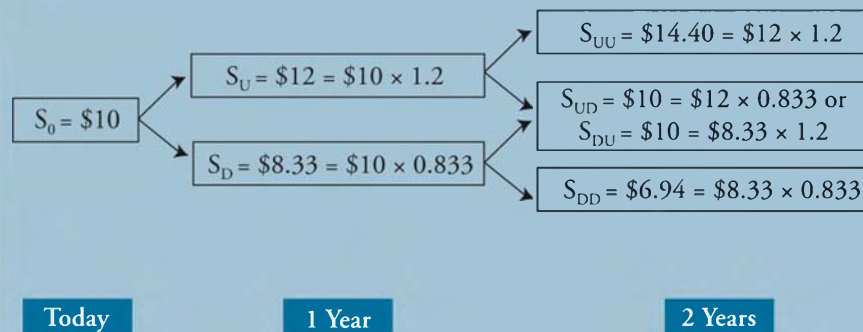 S₀ = $10
S_U = $12 = $10 × 1.2
S_D = $8.33 = $10 × 0.833
S_UU = $14.40 = $12 × 1.2
S_UD = $10 = $12 × 0.833 or
S_DU = $10 = $8.33 × 1.2
S_DD = $6.94 = $8.33 × 0.833
Today
1 Year
2 Years